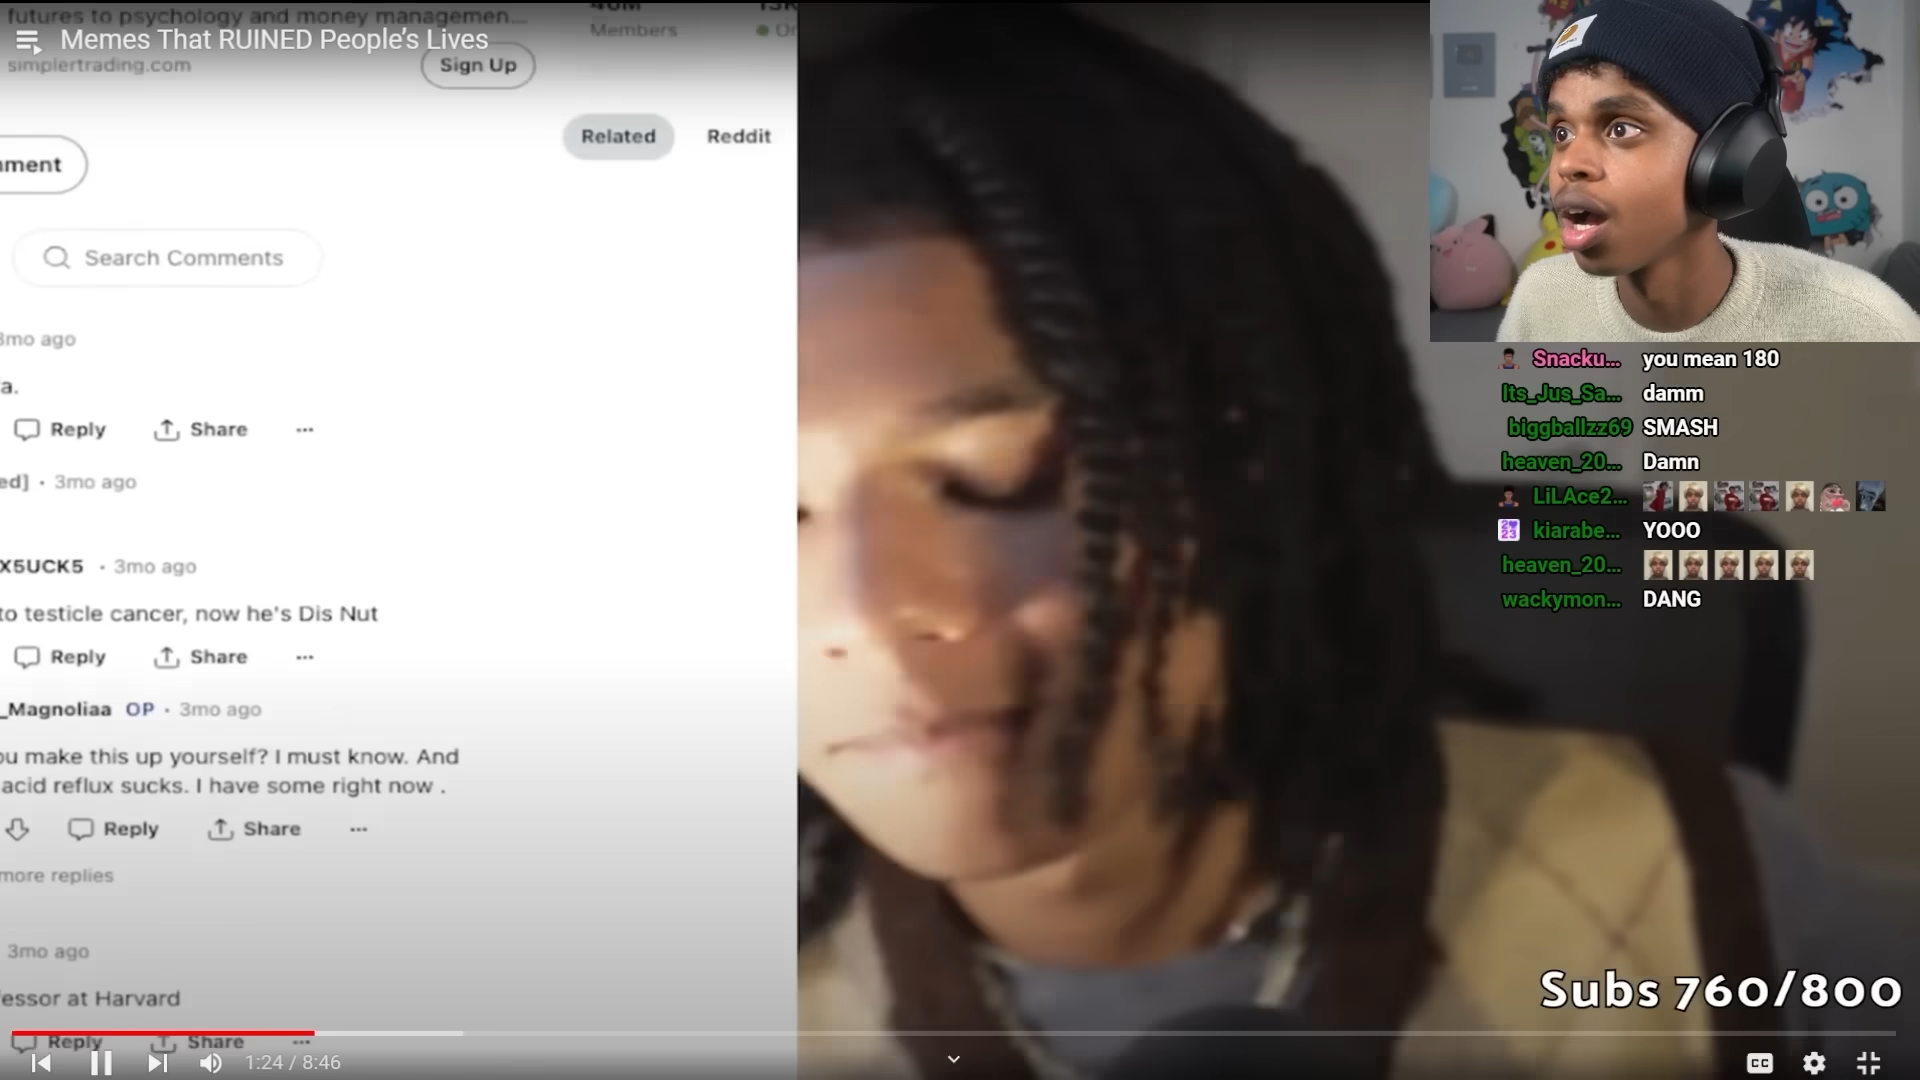 futures to psychology and money managemen...
Memes That RUINED People's Lives
simplertrading.com
Sign Up
40M
Members
Related
Reddit
mment
Search Comments
3mo ago
a.
Reply
Share
ed] · 3mo ago
X5UCK5 · 3mo ago
to testicle cancer, now he's Dis Nut
Reply
Share
_Magnoliaa OP · 3mo ago
ou make this up yourself? I must know. And
acid reflux sucks. I have some right now .
Reply
Share
more replies
3mo ago
essor at Harvard
Reply
Share
1:24 / 8:46
Snacku... you mean 180
Its_Jus_Sa... damm
biggballzz69 SMASH
heaven_20... Damn
LiLAce2...
kiarabe... YOOO
heaven_20...
wackymon... DANG
Subs 760/800
CC